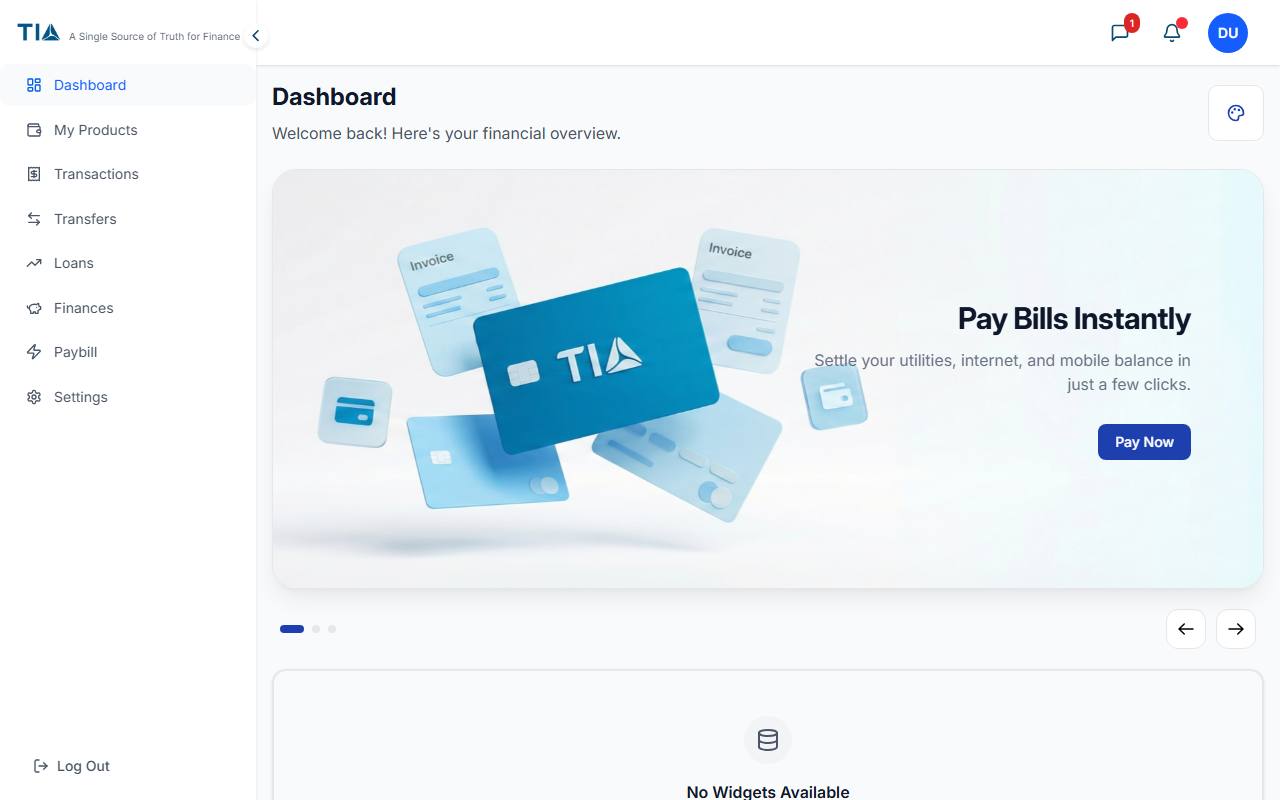 TIA A Single Source of Truth for Finance
1
DU
Dashboard
My Products
Transactions
Transfers
Loans
Finances
Paybill
Settings
Log Out
Dashboard
Welcome back! Here's your financial overview.
Invoice
Invoice
TIA
Pay Bills Instantly
Settle your utilities, internet, and mobile balance in
just a few clicks.
Pay Now
No Widgets Available